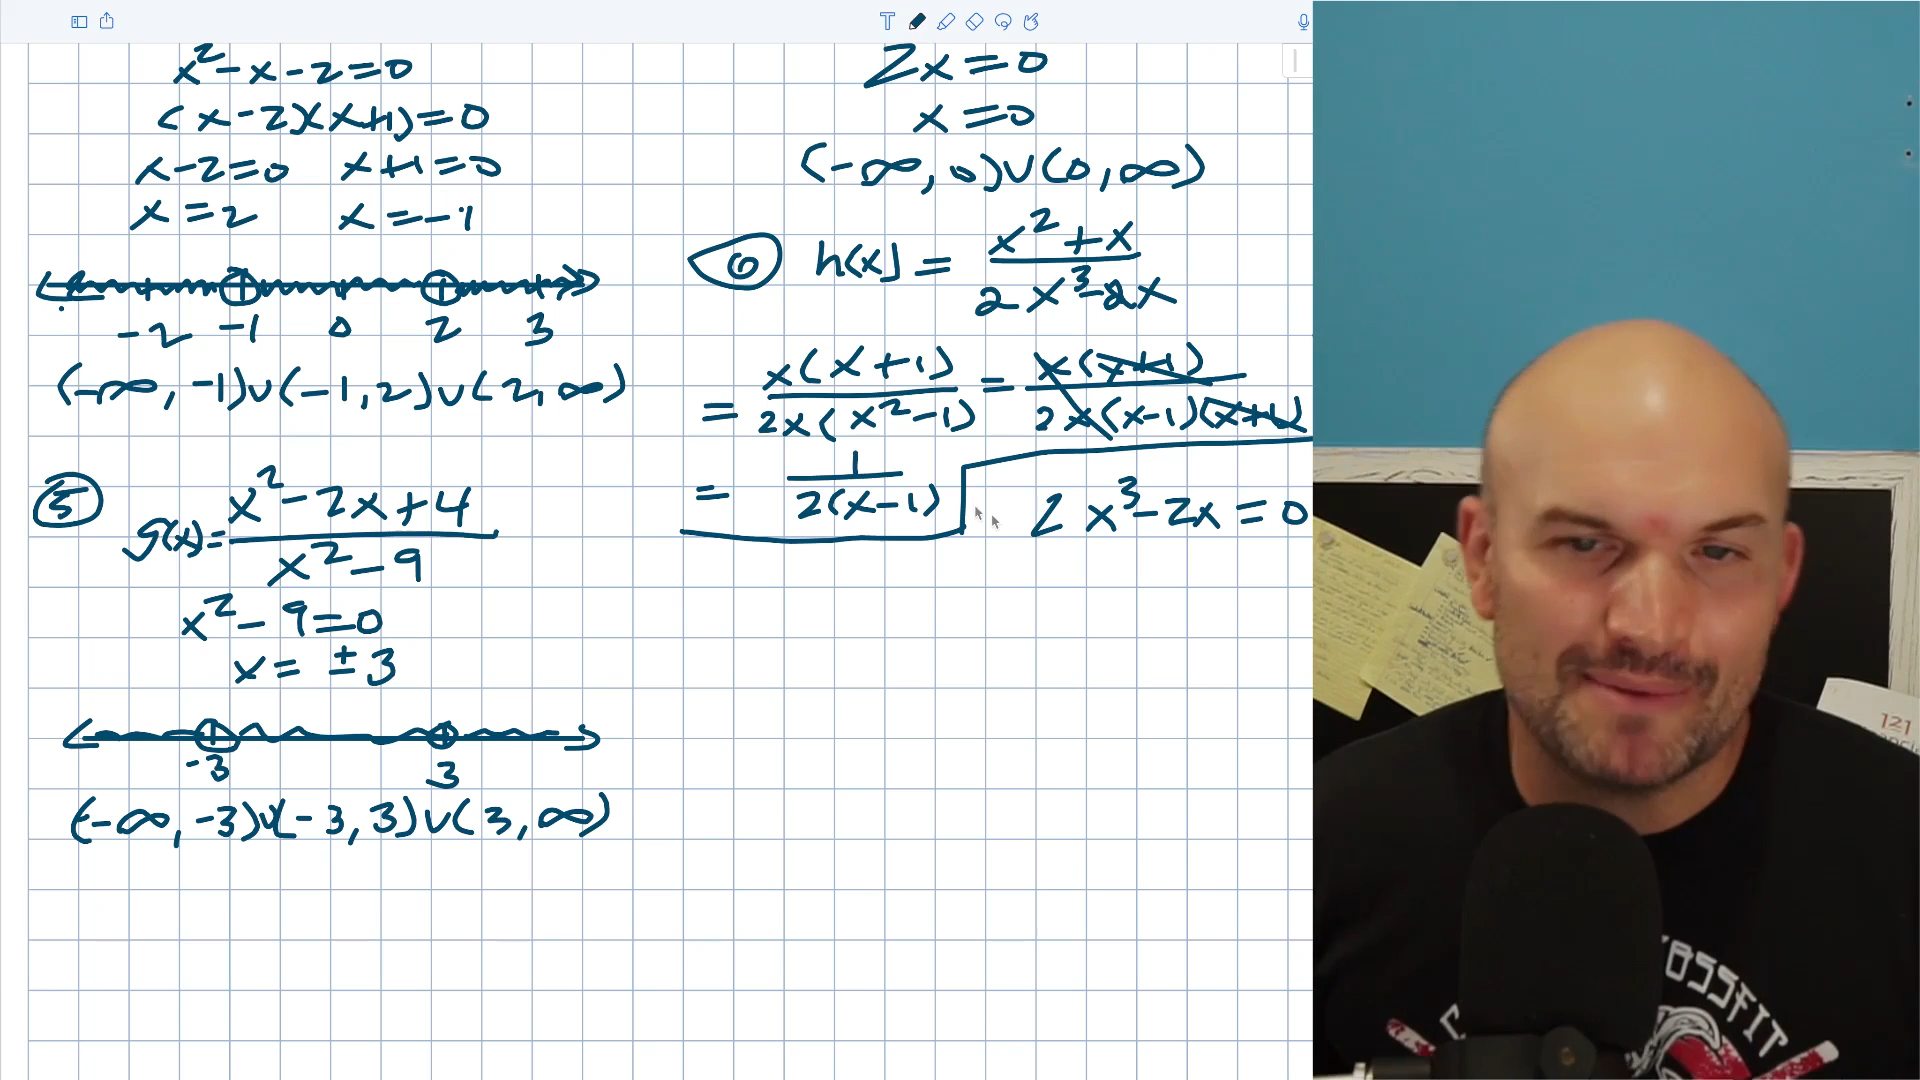 x² - x - 2 = 0
(x - 2)(x + 1) = 0
x - 2 = 0 x + 1 = 0
x = 2 x = -1
-2 -1 0 2 3
(-∞, -1) ∪ (-1, 2) ∪ (2, ∞)
5
g(x) = x² - 2x + 4
x² - 9
x² - 9 = 0
x = ± 3
-3 3
(-∞, -3) ∪ (-3, 3) ∪ (3, ∞)
2x = 0
x = 0
(-∞, 0) ∪ (0, ∞)
6 h(x) = x² + x
2x³ - 2x
= x(x + 1) = x(x+1)
2x(x² - 1) 2x(x-1)(x+1)
= 1
2(x - 1)
2x³ - 2x = 0
121